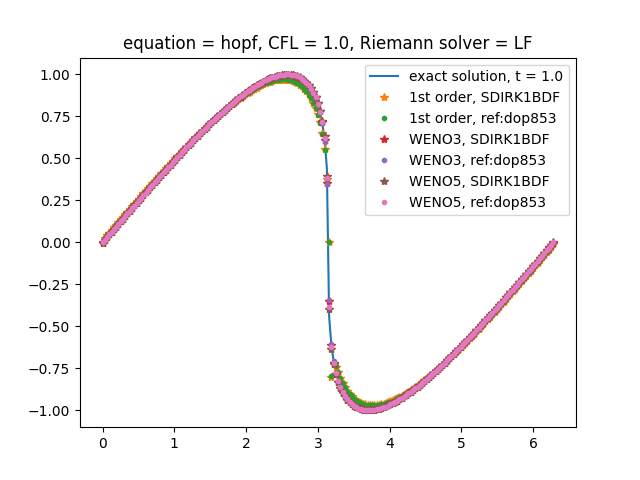 equation = hopf, CFL = 1.0, Riemann solver = LF
exact solution, t = 1.0
1st order, SDIRK1BDF
1st order, ref:dop853
WENO3, SDIRK1BDF
WENO3, ref:dop853
WENO5, SDIRK1BDF
WENO5, ref:dop853
1.00
0.75
0.50
0.25
0.00
−0.25
−0.50
−0.75
−1.00
0 1 2 3 4 5 6